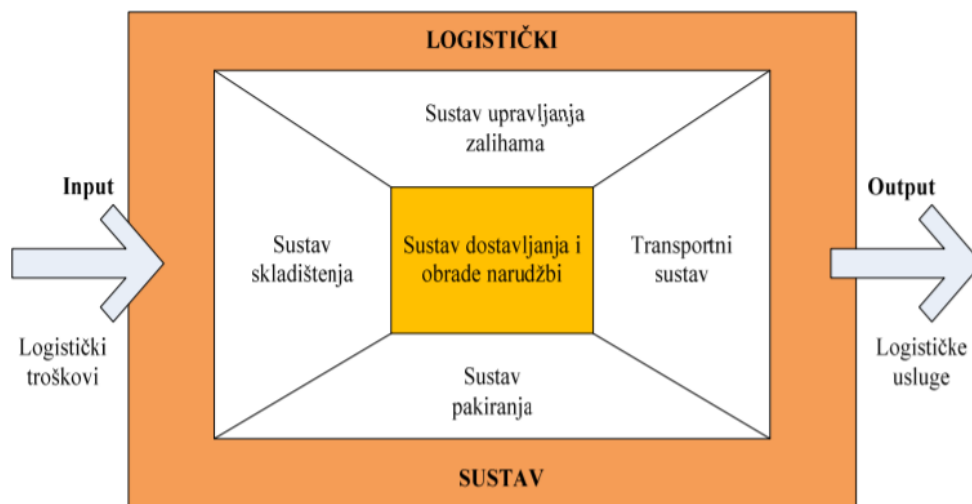 LOGISTIČKI
Sustav upravljanja
zalihama
Input
Output
Sustav
skladištenja
Sustav dostavljanja i
obrade narudžbi
Transportni
sustav
Logistički
troškovi
Logističke
usluge
Sustav
pakiranja
SUSTAV